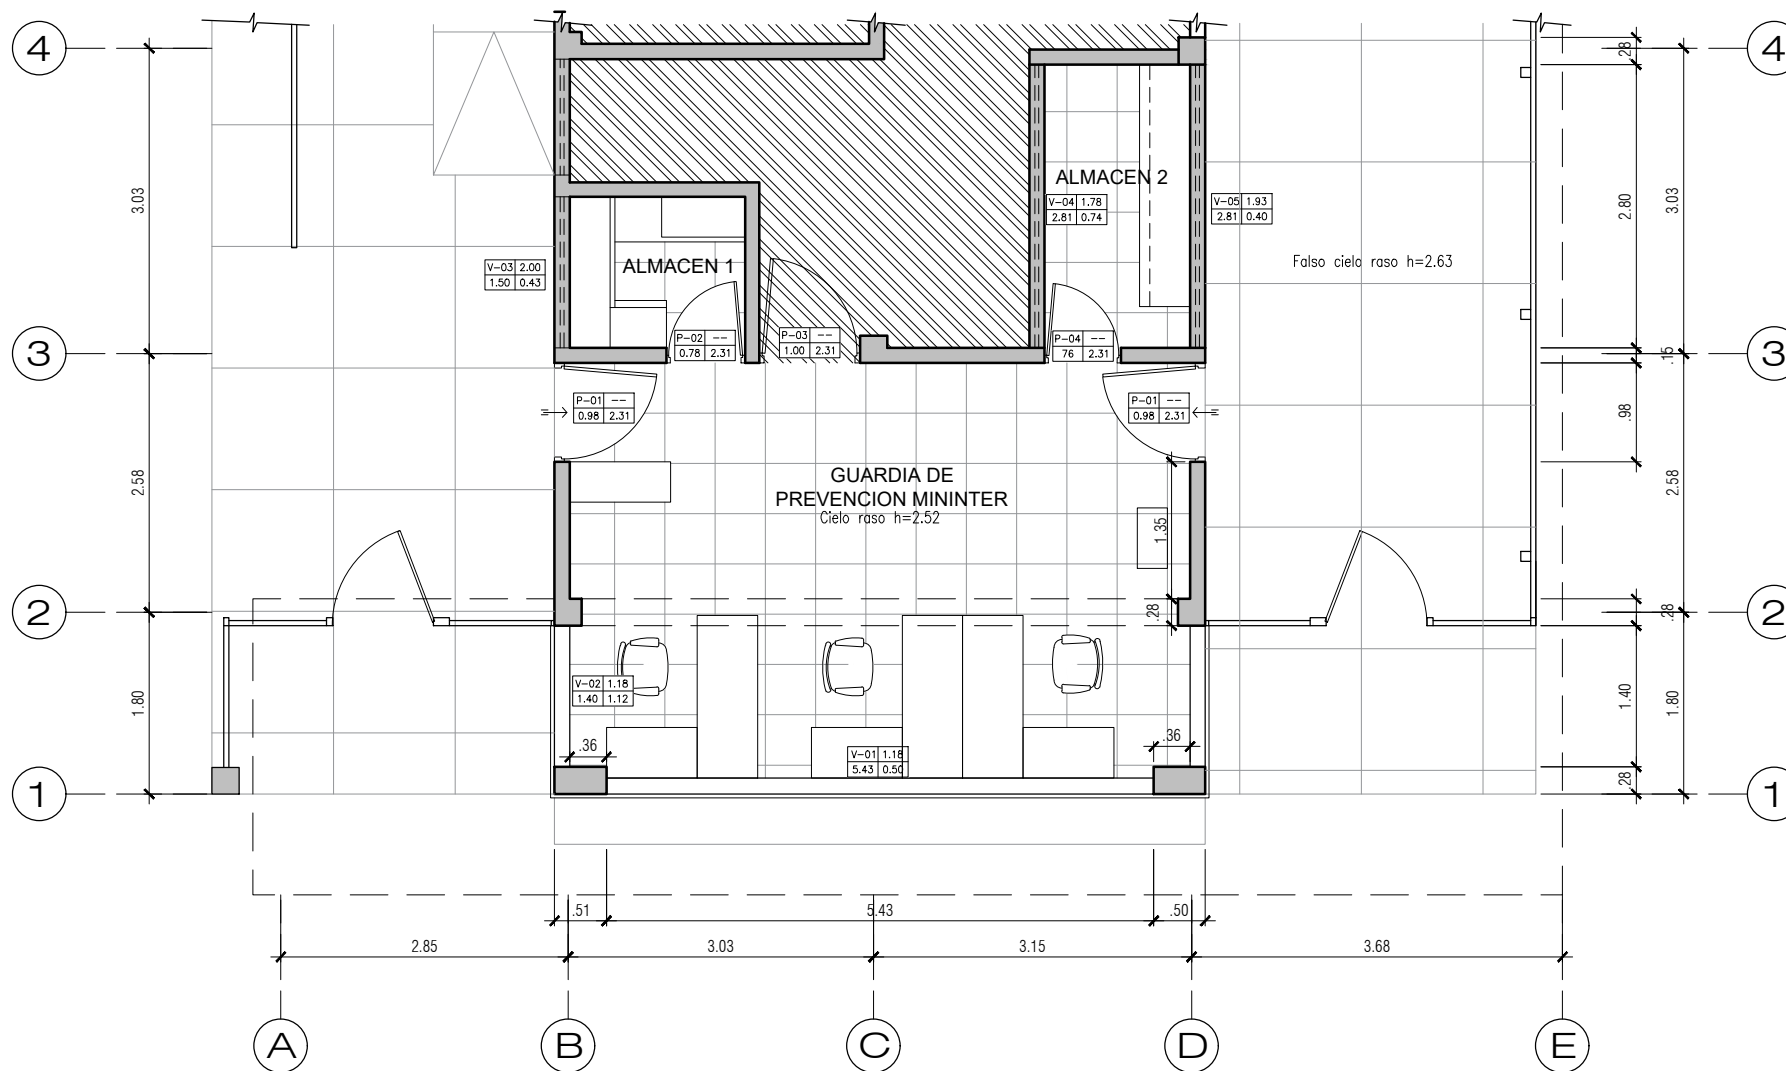 4
4
.28
3.03
2.80
3.03
ALMACEN 2
V-04 1.78
2.81 0.74
V-05 1.93
2.81 0.40
V-03 2.00
1.50 0.43
ALMACEN 1
Falso cielo raso h=2.63
P-02 --
0.78 2.31
P-03 --
1.00 2.31
P-04 --
76 2.31
3
3
.15
P-01 --
0.98 2.31
P-01 --
0.98 2.31
.98
2.58
2.58
GUARDIA DE
PREVENCION MININTER
Cielo raso h=2.52
1.35
2
2
.28
.28
V-02 1.18
1.40 1.12
1.80
1.40
1.80
.36
.36
V-01 1.18
5.43 0.50
.28
1
1
.51
5.43
.50
2.85
3.03
3.15
3.68
A
B
C
D
E